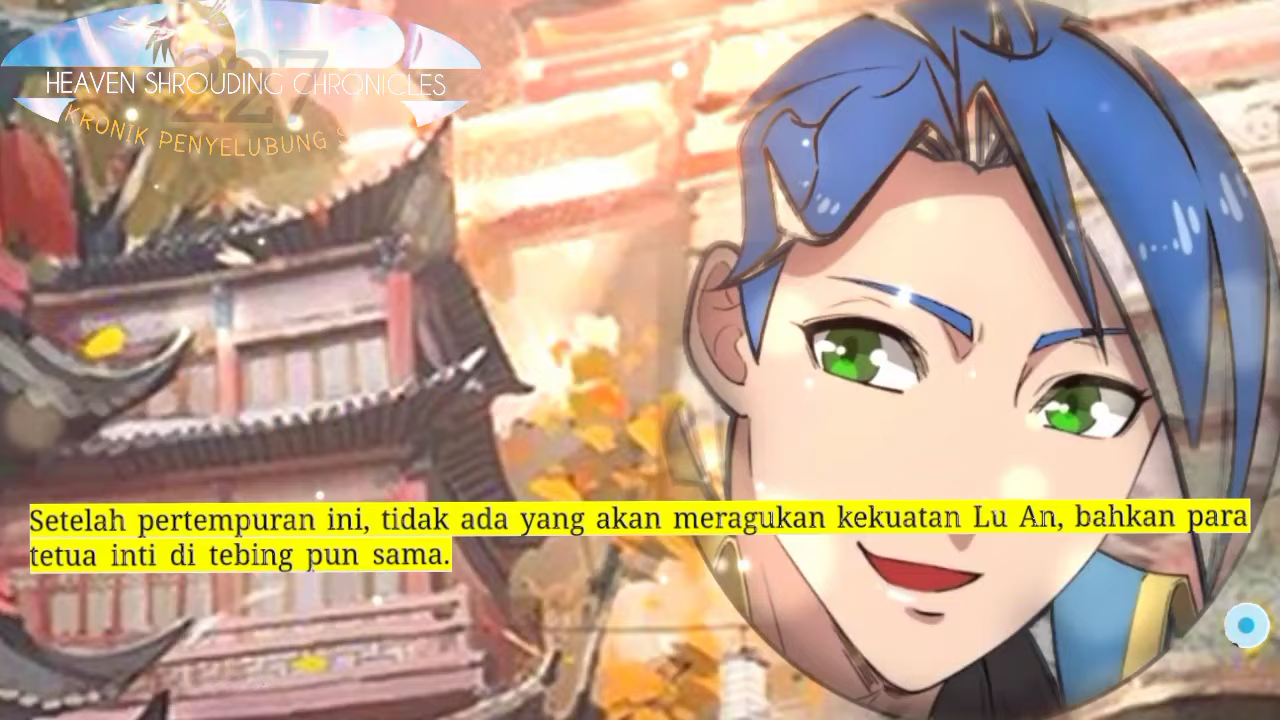 227
HEAVEN SHROUDING CHRONICLES
KRONIK PENYELUBUNG S
Setelah pertempuran ini, tidak ada yang akan meragukan kekuatan Lu An, bahkan para
tetua inti di tebing pun sama.